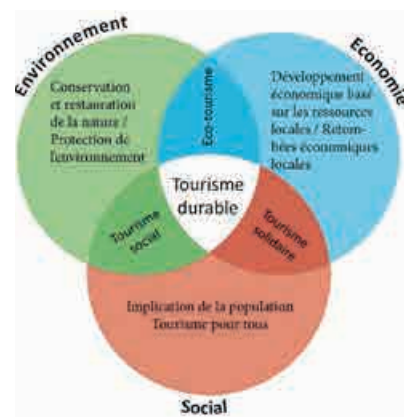 Environnement
Economie
Conservation
et restauration
de la nature /
Protection de
l'environnement
Eco-tourisme
Développement
économique basé
sur les ressources
locales / Retom-
bées économiques
locales
Tourisme
durable
Tourisme
social
Tourisme
solidaire
Implication de la population
Tourisme pour tous
Social